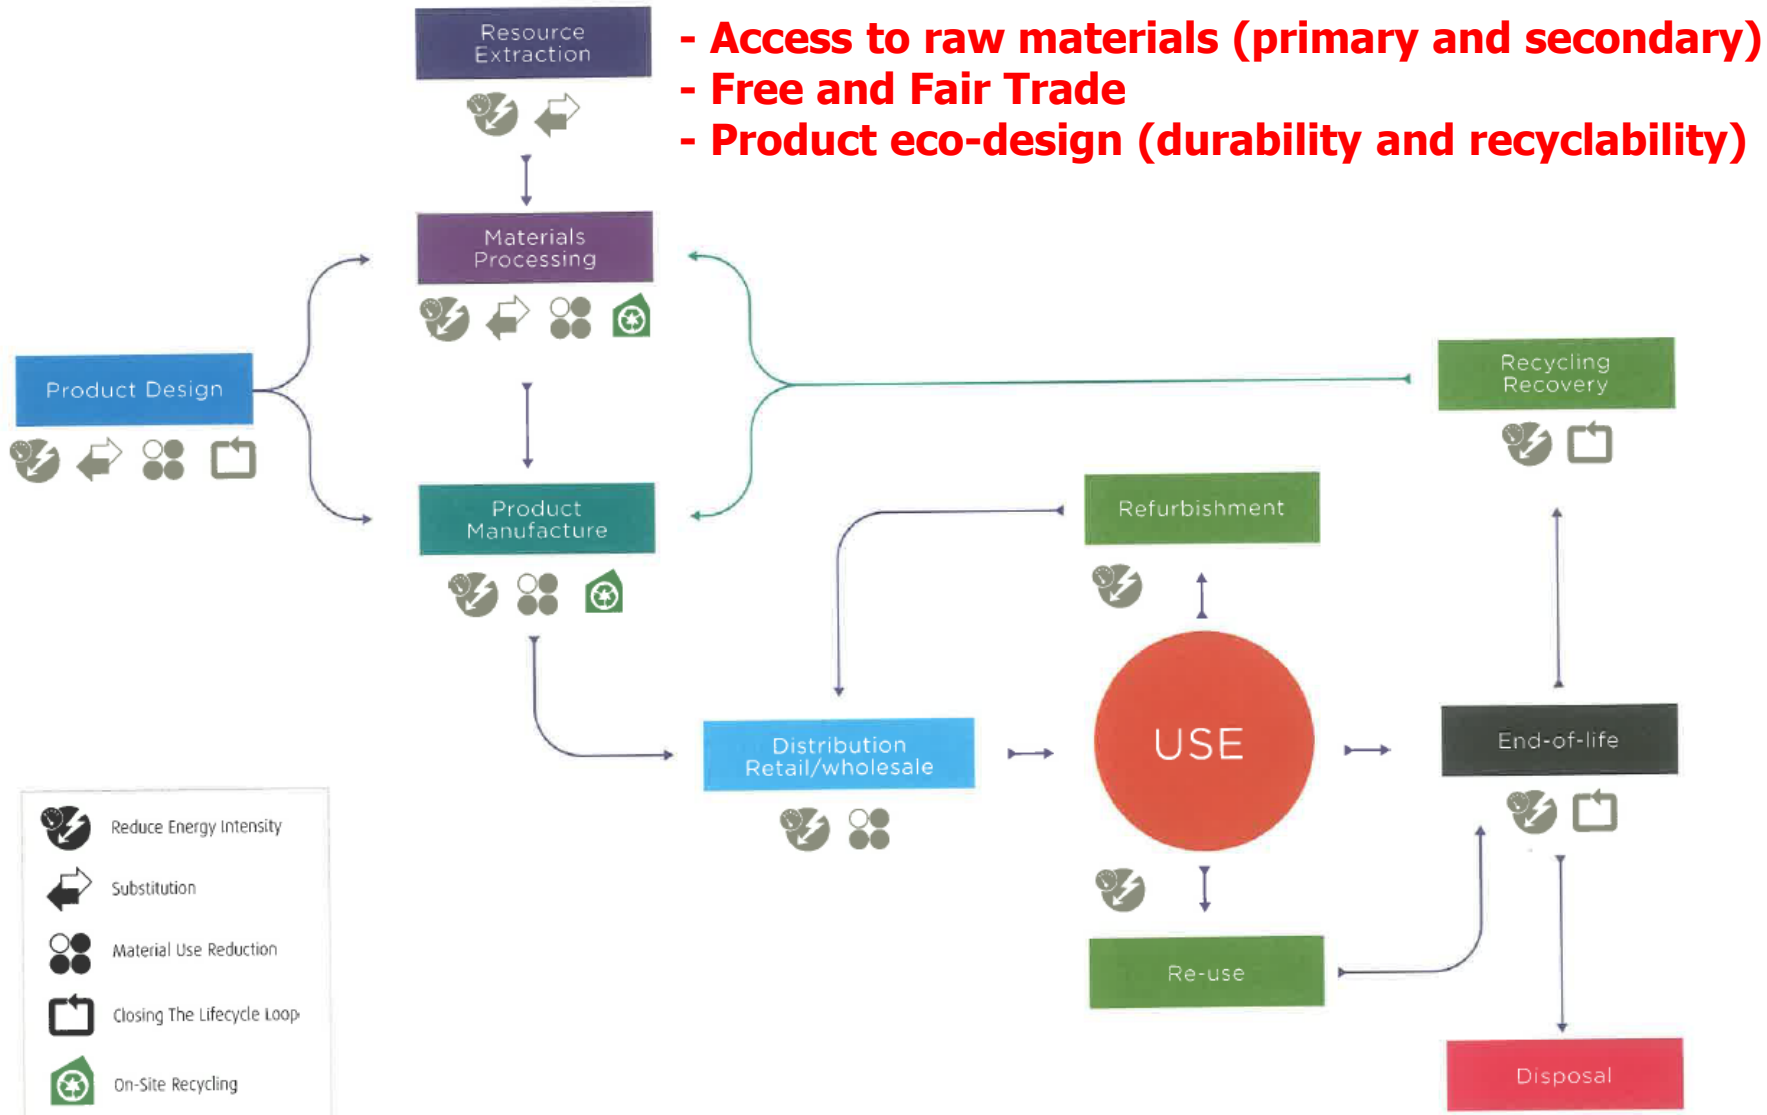 Resource
Extraction
- Access to raw materials (primary and secondary)
- Free and Fair Trade
- Product eco-design (durability and recyclability)
Materials
Processing
Product Design
Recycling
Recovery
Product
Manufacture
Refurbishment
Distribution
Retail/wholesale
USE
End-of-life
Re-use
Disposal
Reduce Energy Intensity
Substitution
Material Use Reduction
Closing The Lifecycle Loop
On-Site Recycling